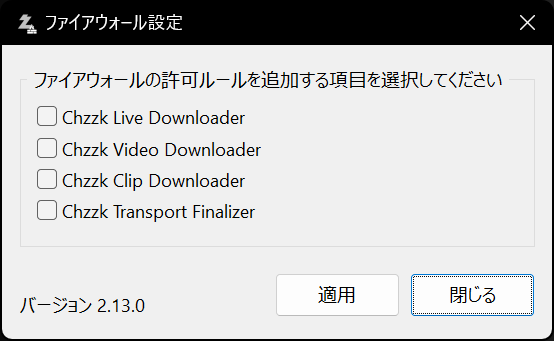 ファイアウォール設定
ファイアウォールの許可ルールを追加する項目を選択してください
Chzzk Live Downloader
Chzzk Video Downloader
Chzzk Clip Downloader
Chzzk Transport Finalizer
バージョン 2.13.0
適用
閉じる